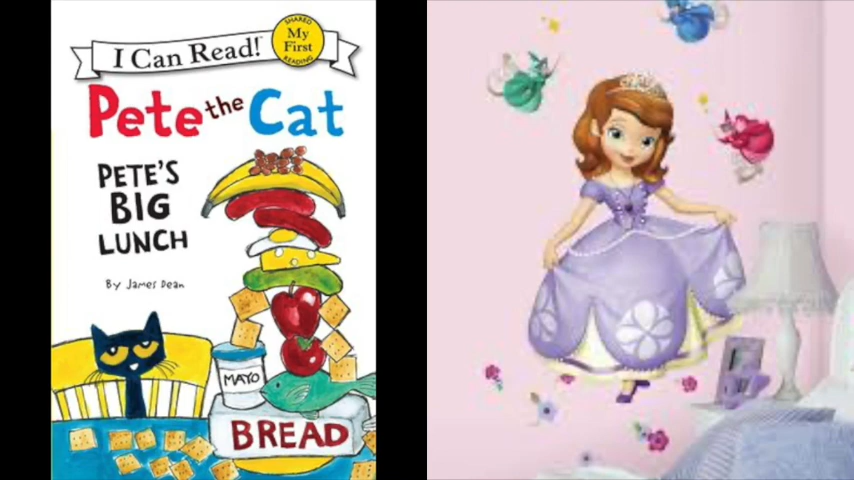 I Can Read!
SHARED
My
First
READING
Pete the Cat
PETE'S
BIG
LUNCH
By James Dean
MAYO
BREAD